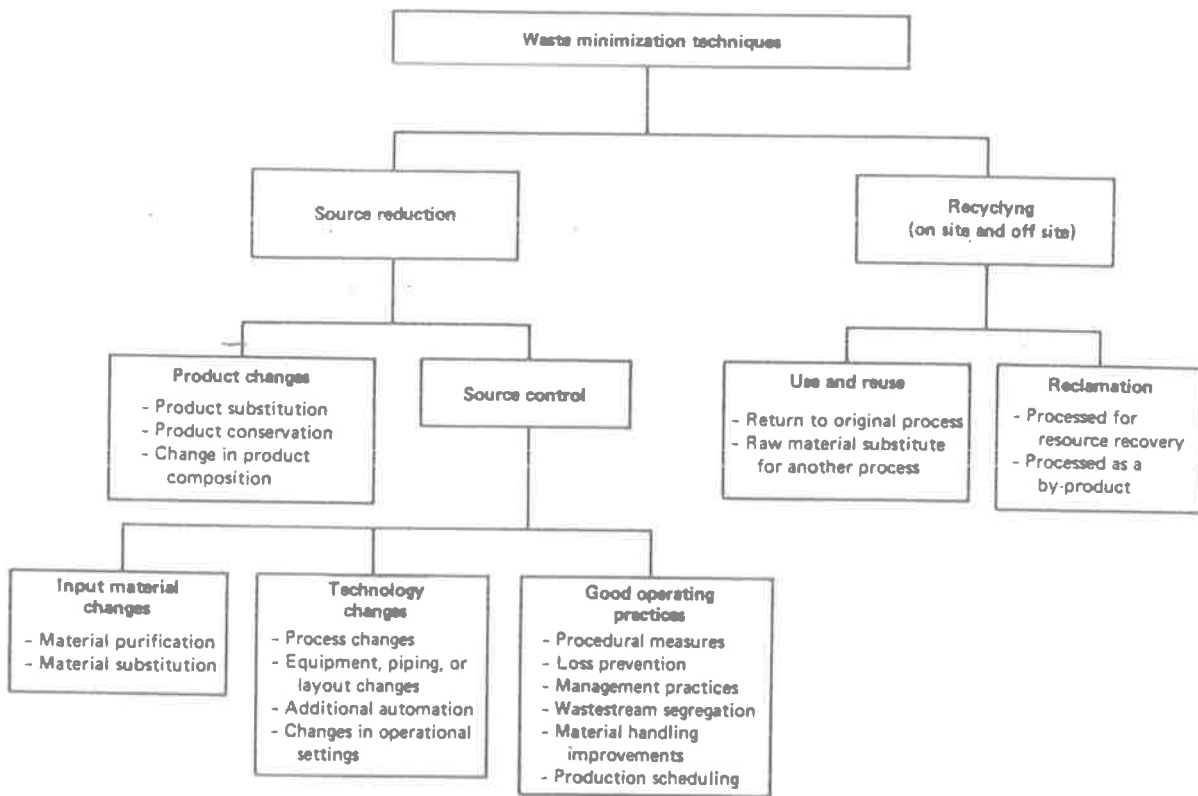 Waste minimization techniques
Source reduction
Recyclyng
(on site and off site)
Product changes
- Product substitution
- Product conservation
- Change in product
composition
Source control
Use and reuse
- Return to original process
- Raw material substitute
for another process
Reclamation
- Processed for
resource recovery
- Processed as a
by-product
Input material
changes
- Material purification
- Material substitution
Technology
changes
- Process changes
- Equipment, piping, or
layout changes
- Additional automation
- Changes in operational
settings
Good operating
practices
- Procedural measures
- Loss prevention
- Management practices
- Wastestream segregation
- Material handling
improvements
- Production scheduling